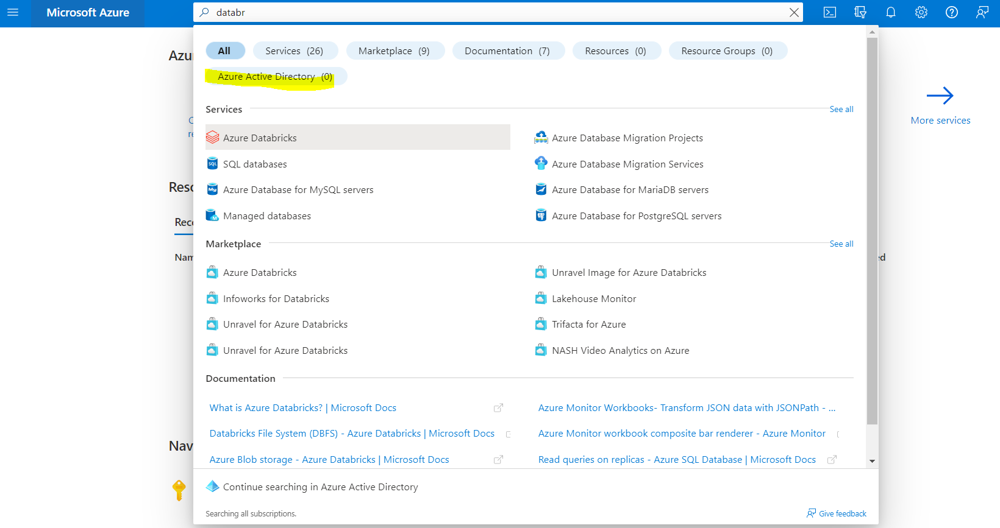 Microsoft Azure
databr
All
Services (26)
Marketplace (9)
Documentation (7)
Resources (0)
Resource Groups (0)
Azure Active Directory (0)
Services
See all
Azure Databricks
Azure Database Migration Projects
SQL databases
Azure Database Migration Services
Azure Database for MySQL servers
Azure Database for MariaDB servers
Managed databases
Azure Database for PostgreSQL servers
Marketplace
See all
Azure Databricks
Unravel Image for Azure Databricks
Infoworks for Databricks
Lakehouse Monitor
Unravel for Azure Databricks
Trifacta for Azure
Unravel for Azure Databricks
NASH Video Analytics on Azure
Documentation
What is Azure Databricks? | Microsoft Docs
Azure Monitor Workbooks- Transform JSON data with JSONPath - ...
Databricks File System (DBFS) - Azure Databricks | Microsoft Docs
Azure Monitor workbook composite bar renderer - Azure Monitor
Azure Blob storage - Azure Databricks | Microsoft Docs
Read queries on replicas - Azure SQL Database | Microsoft Docs
Continue searching in Azure Active Directory
Searching all subscriptions.
Give feedback
More services